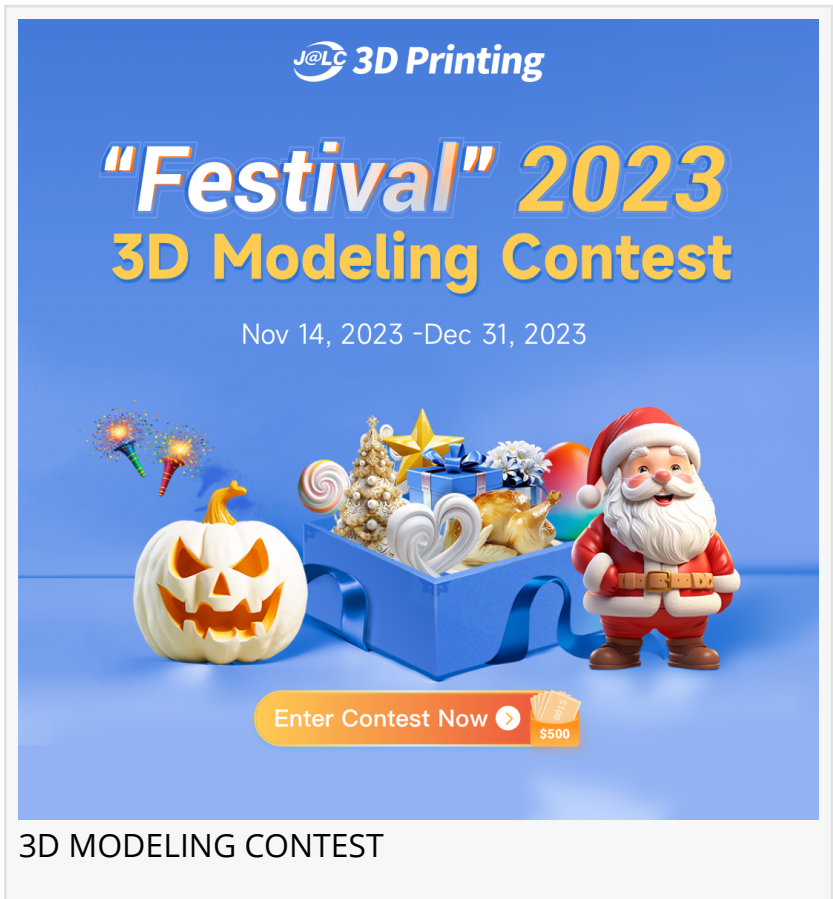 J@LC 3D Printing
“Festival” 2023
3D Modeling Contest
Nov 14, 2023 -Dec 31, 2023
Enter Contest Now
$100
$500
3D MODELING CONTEST